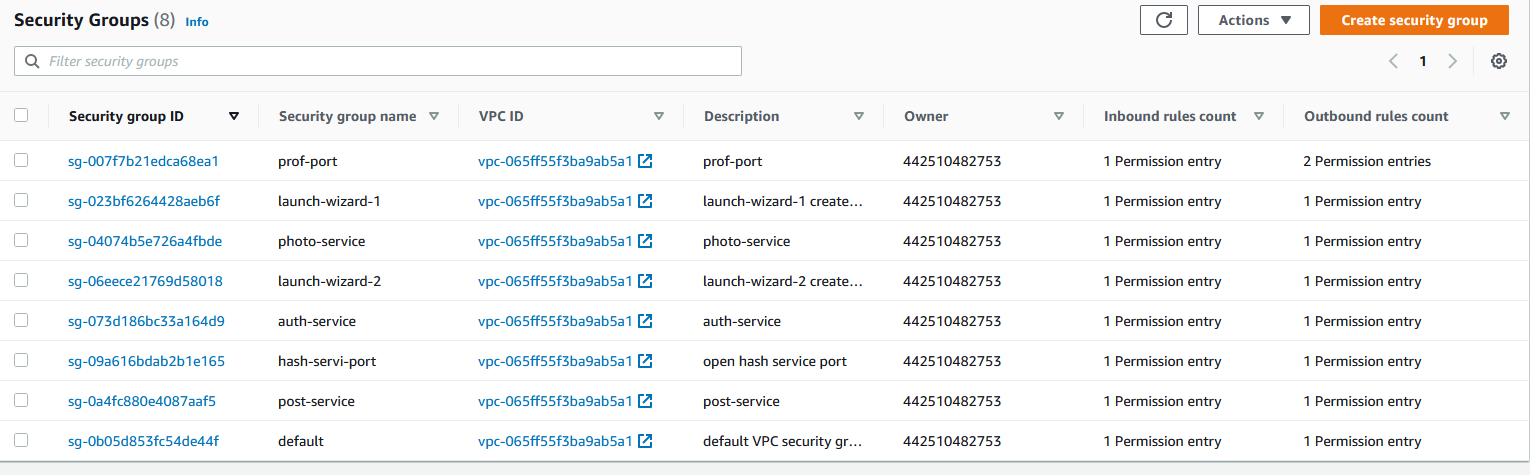 Security Groups (8) Info
Actions
Create security group
Filter security groups
1
Security group ID Security group name VPC ID Description Owner Inbound rules count Outbound rules count
sg-007f7b21edca68ea1 prof-port vpc-065ff55f3ba9ab5a1 prof-port 442510482753 1 Permission entry 2 Permission entries
sg-023bf6264428aeb6f launch-wizard-1 vpc-065ff55f3ba9ab5a1 launch-wizard-1 create… 442510482753 1 Permission entry 1 Permission entry
sg-04074b5e726a4fbde photo-service vpc-065ff55f3ba9ab5a1 photo-service 442510482753 1 Permission entry 1 Permission entry
sg-06eece21769d58018 launch-wizard-2 vpc-065ff55f3ba9ab5a1 launch-wizard-2 create… 442510482753 1 Permission entry 1 Permission entry
sg-073d186bc33a164d9 auth-service vpc-065ff55f3ba9ab5a1 auth-service 442510482753 1 Permission entry 1 Permission entry
sg-09a616bdab2b1e165 hash-servi-port vpc-065ff55f3ba9ab5a1 open hash service port 442510482753 1 Permission entry 1 Permission entry
sg-0a4fc880e4087aaf5 post-service vpc-065ff55f3ba9ab5a1 post-service 442510482753 1 Permission entry 1 Permission entry
sg-0b05d853fc54de44f default vpc-065ff55f3ba9ab5a1 default VPC security gr… 442510482753 1 Permission entry 1 Permission entry